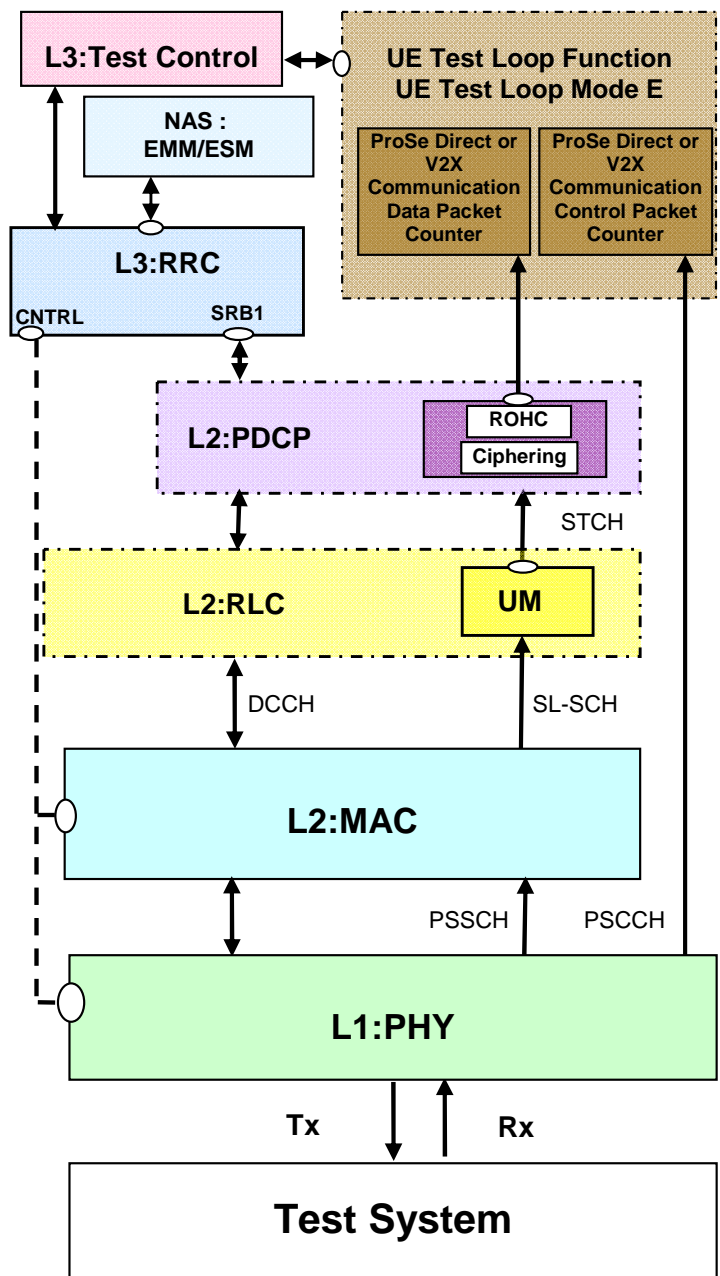 L3:Test Control
UE Test Loop Function
UE Test Loop Mode E
NAS :
EMM/ESM
ProSe Direct or
V2X
Communication
Data Packet
Counter
ProSe Direct or
V2X
Communication
Control Packet
Counter
L3:RRC
CNTRL
SRB1
L2:PDCP
ROHC
Ciphering
STCH
L2:RLC
UM
DCCH
SL-SCH
L2:MAC
PSSCH
PSCCH
L1:PHY
Tx
Rx
Test System